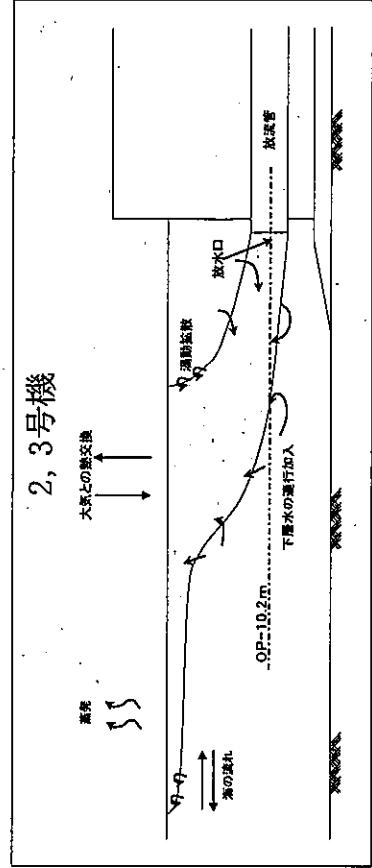 2, 3号機
大気との熱交換
蒸発
渦動拡散
放水口
放流管
海の流れ
OP-10.2m
下層水の連行加入